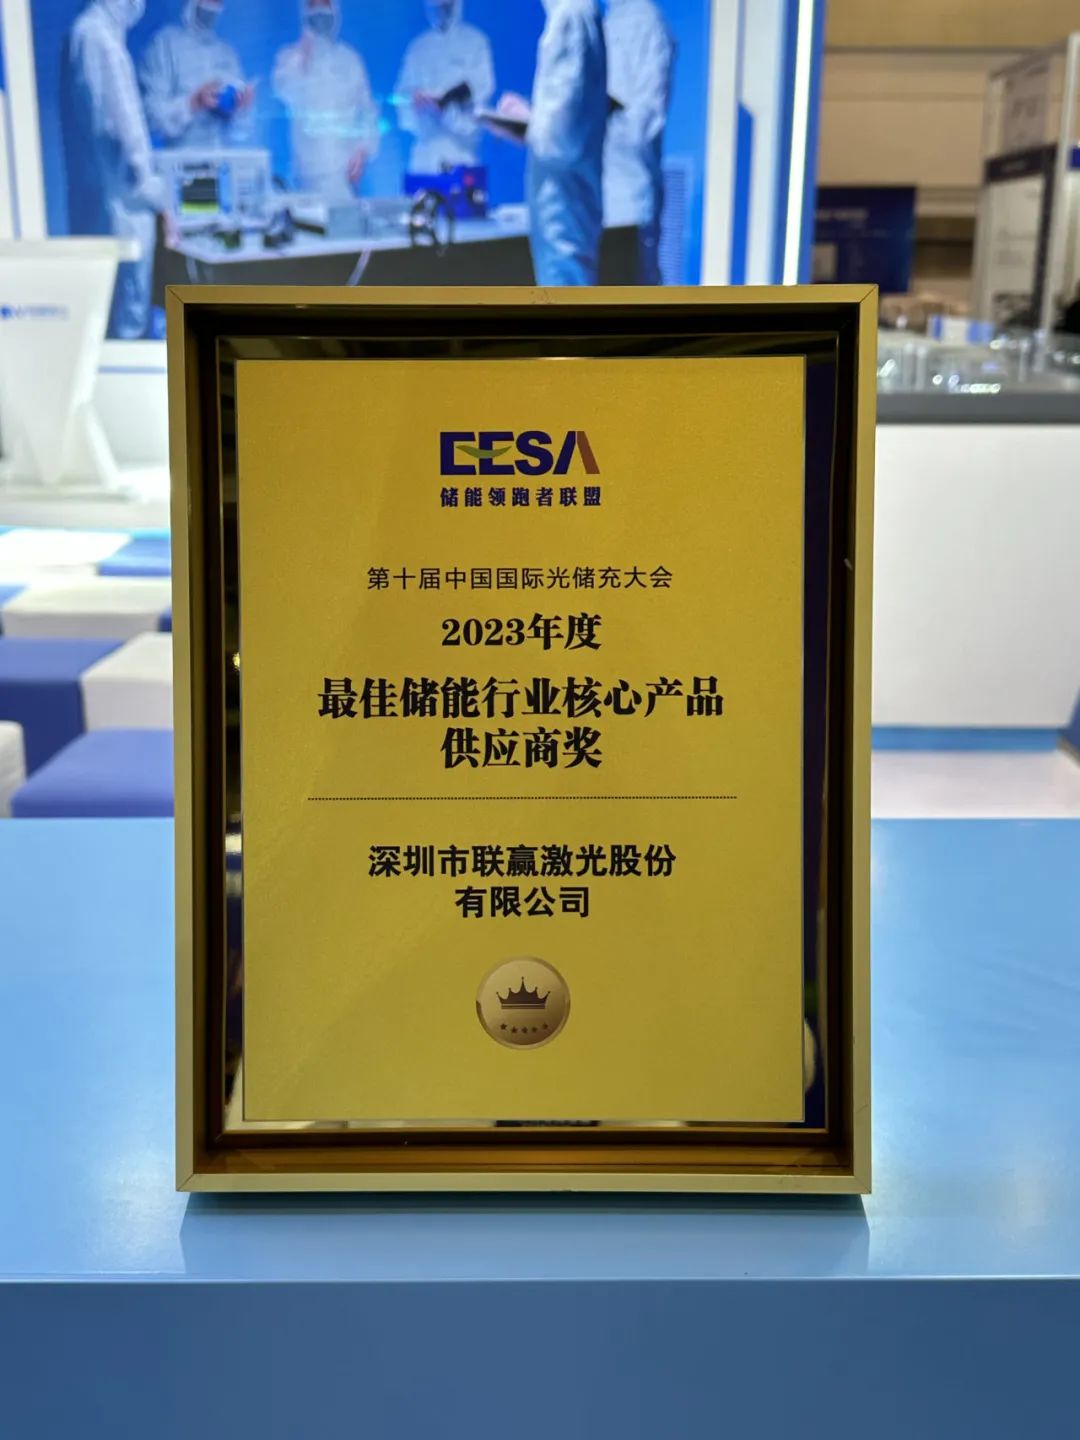 EESA
储能领跑者联盟
第十届中国国际光储充大会
2023年度
最佳储能行业核心产品
供应商奖
深圳市联赢激光股份
有限公司